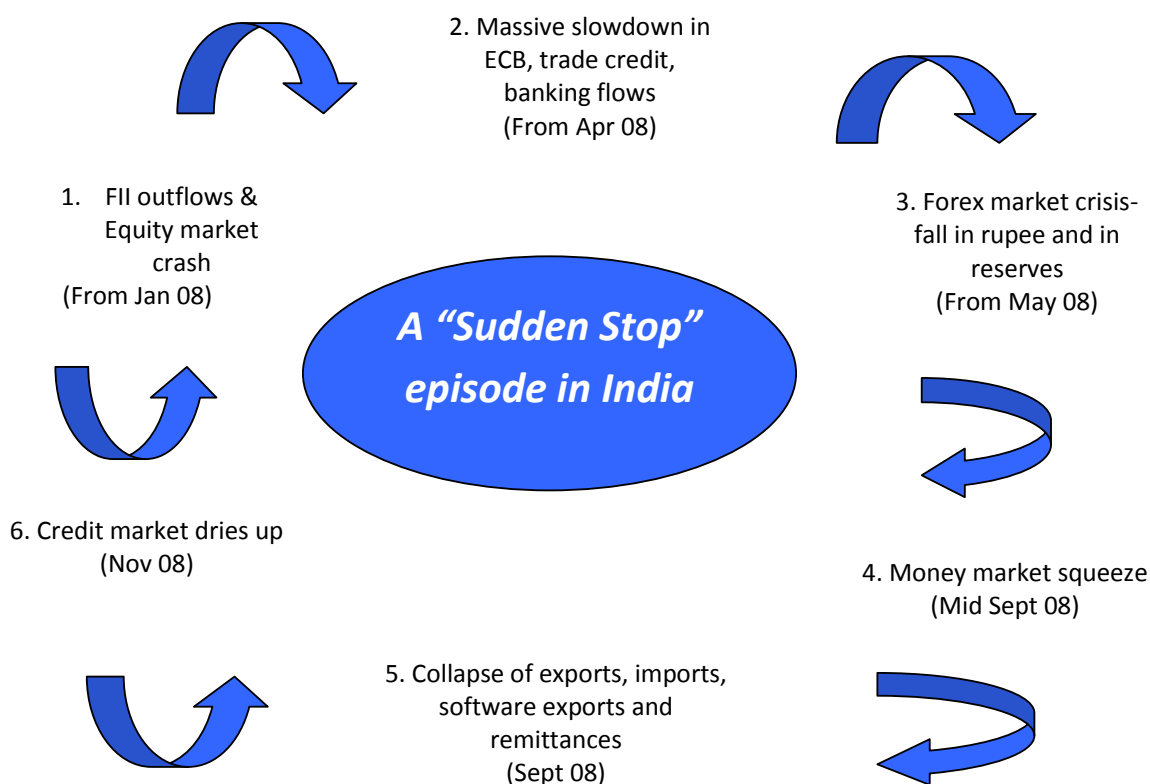 1. FII outflows &
Equity market
crash
(From Jan 08)
2. Massive slowdown in
ECB, trade credit,
banking flows
(From Apr 08)
3. Forex market crisis-
fall in rupee and in
reserves
(From May 08)
4. Money market squeeze
(Mid Sept 08)
5. Collapse of exports, imports,
software exports and
remittances
(Sept 08)
6. Credit market dries up
(Nov 08)
A “Sudden Stop”
episode in India